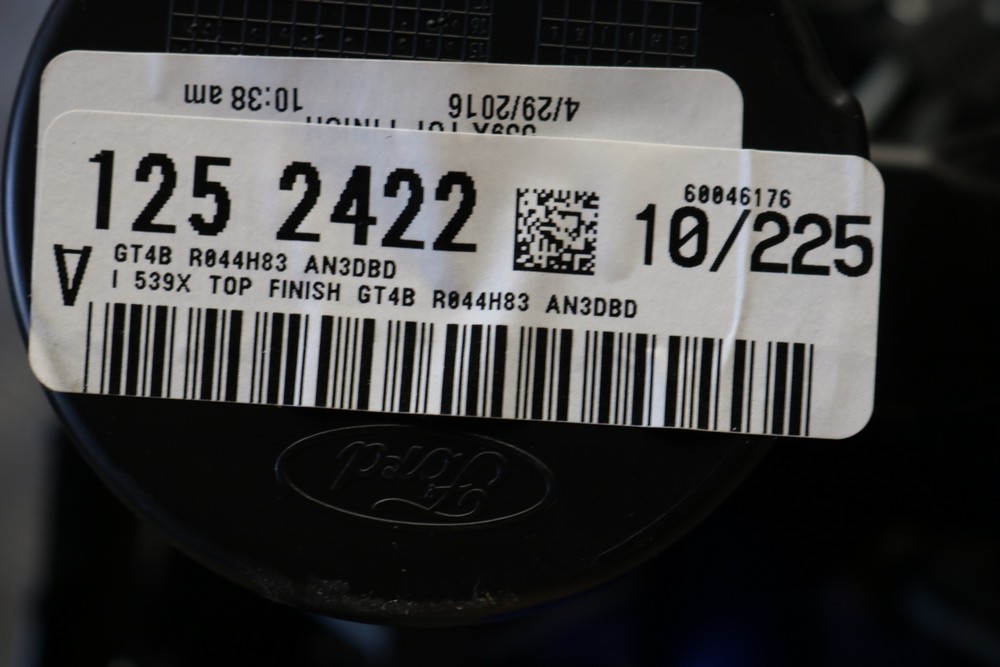 10:38 am 4/29/2016
125 2422
60046176
10/225
A
GT4B R044H83 AN3DBD
I 539X TOP FINISH GT4B R044H83 AN3DBD
Ford